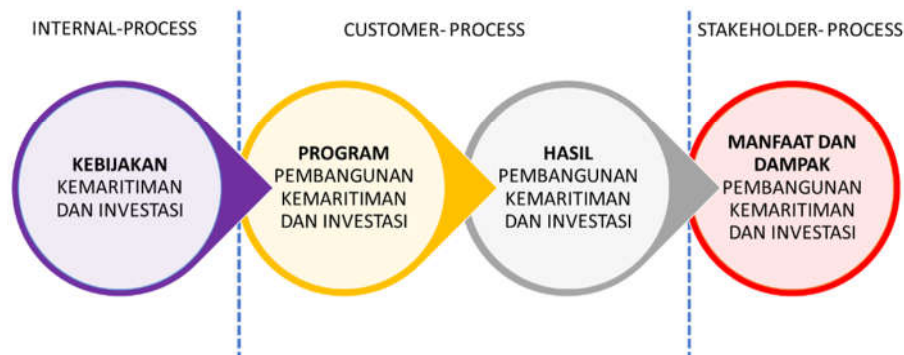 INTERNAL-PROCESS
CUSTOMER- PROCESS
STAKEHOLDER- PROCESS
KEBIJAKAN
KEMARITIMAN
DAN INVESTASI
PROGRAM
PEMBANGUNAN
KEMARITIMAN
DAN INVESTASI
HASIL
PEMBANGUNAN
KEMARITIMAN
DAN INVESTASI
MANFAAT DAN
DAMPAK
PEMBANGUNAN
KEMARITIMAN
DAN INVESTASI